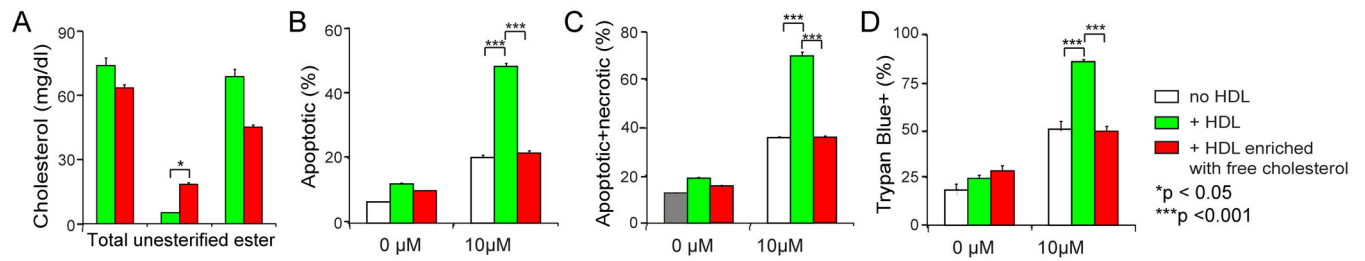 A
Cholesterol (mg/dl)
90
60
30
0
*
Total unesterified ester
B
Apoptotic (%)
60
40
20
0
***
***
0 µM
10µM
C
Apoptotic+necrotic (%)
80
60
40
20
0
***
***
0 µM
10µM
D
Trypan Blue+ (%)
100
75
50
25
0
***
***
0 µM
10µM
no HDL
+ HDL
+ HDL enriched
with free cholesterol
*p < 0.05
***p <0.001